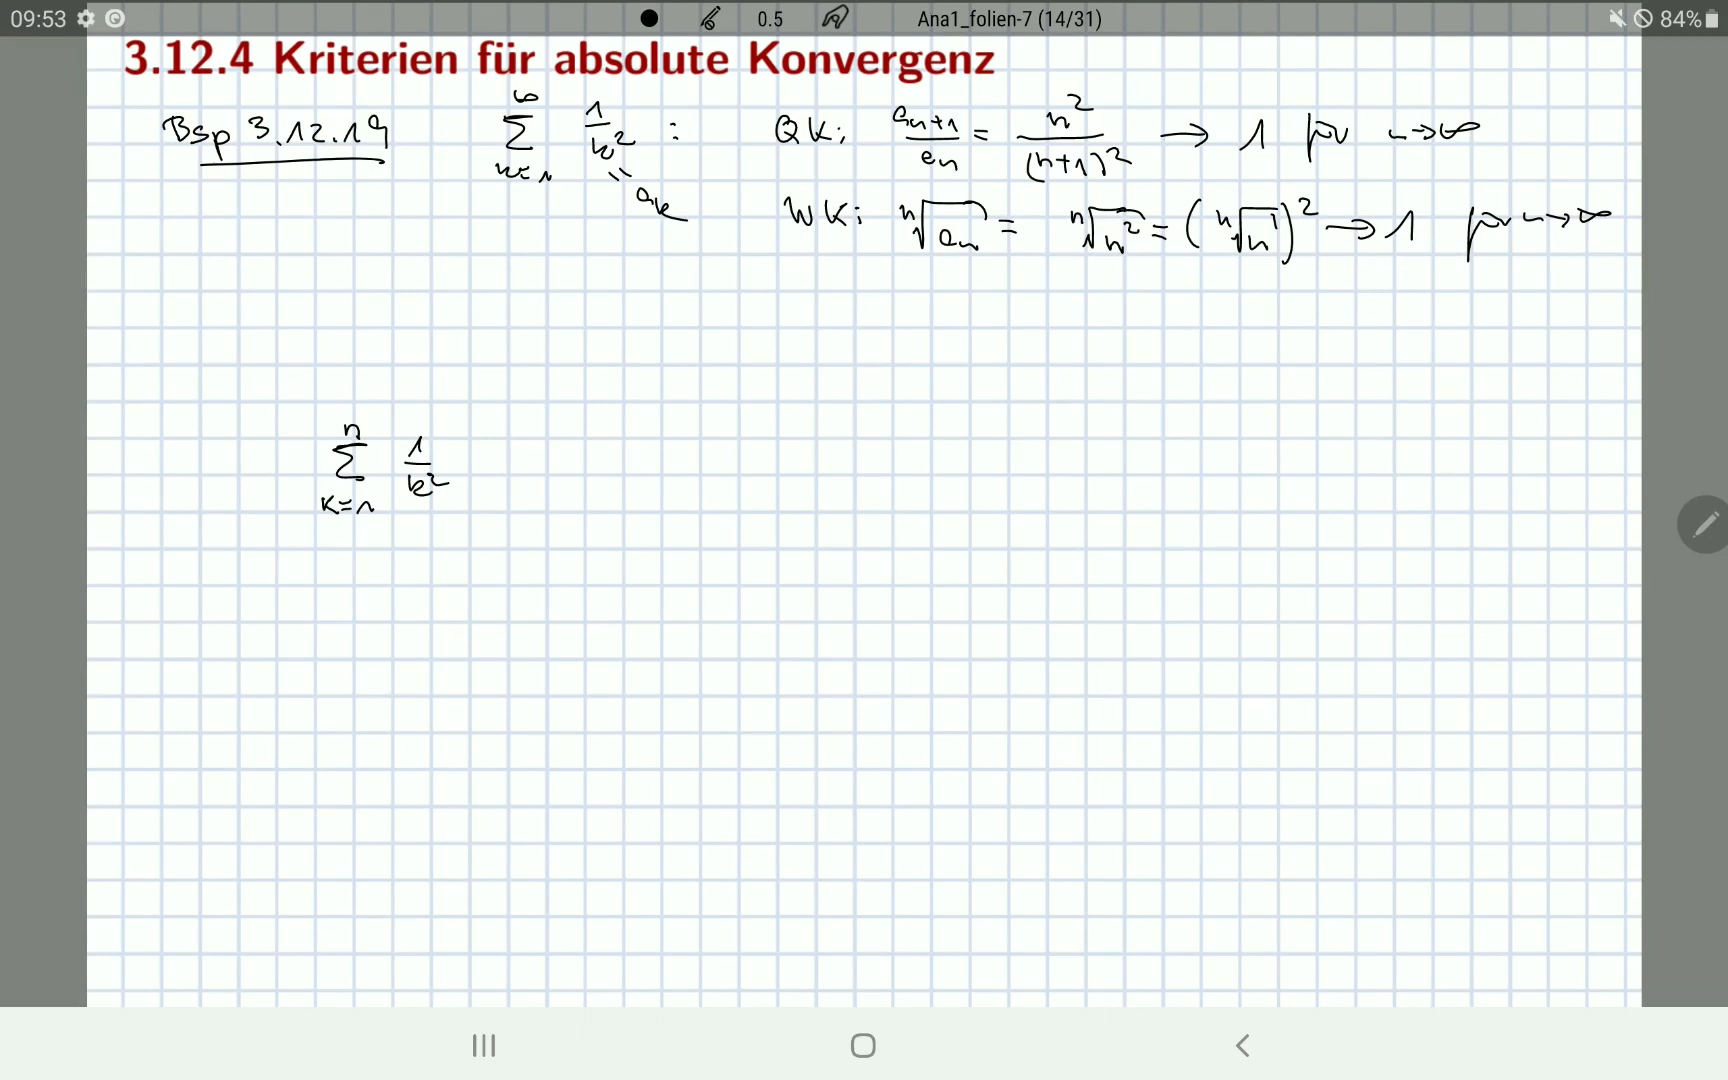 09:53 0.5 Ana1_folien-7 (14/31) 84%
3.12.4 Kriterien für absolute Konvergenz
Bsp 3.12.19 ∑_{k=1}^{∞} 1/k² : QK: a_{n+1}/a_n = n²/(n+1)² → 1 für n→∞
= a_k
WK: ⁿ√a_n = ⁿ√n² = (ⁿ√n)² → 1 für n→∞
∑_{k=1}^{n} 1/k²